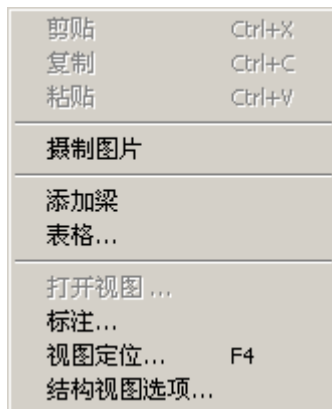 剪贴 Ctrl+X
复制 Ctrl+C
粘贴 Ctrl+V
摄制图片
添加梁
表格...
打开视图 ...
标注...
视图定位... F4
结构视图选项...